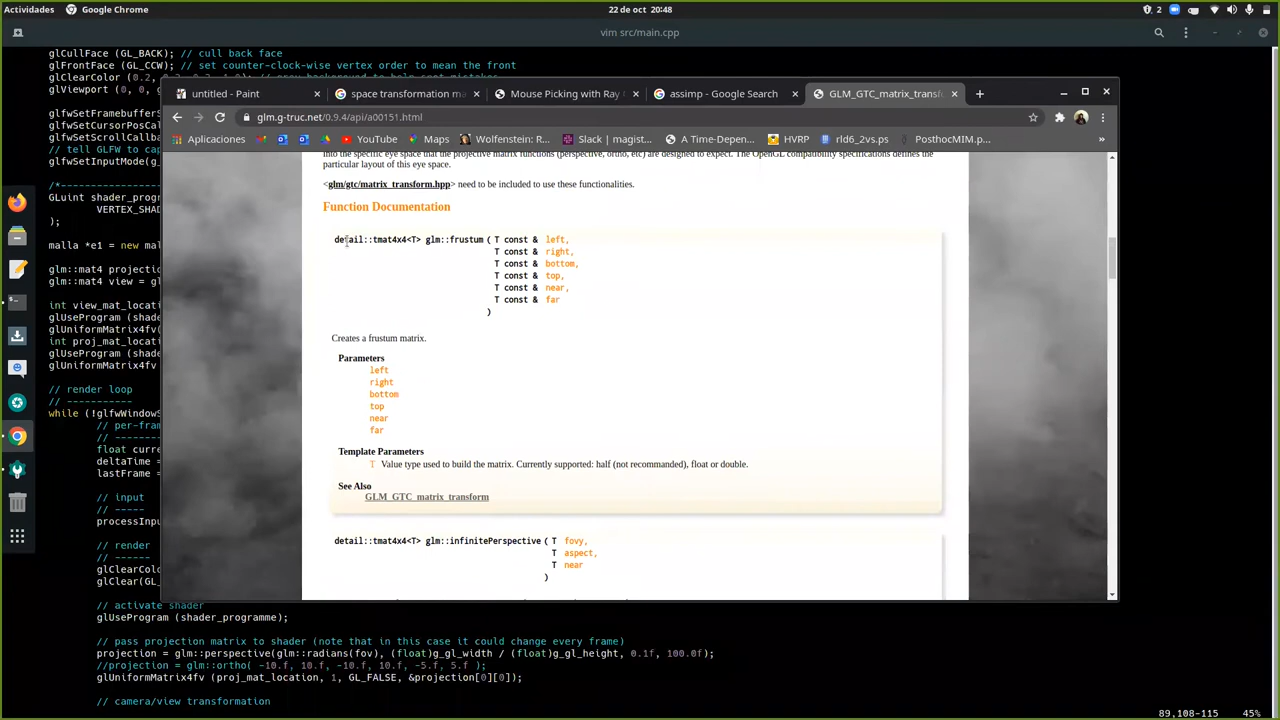 Actividades
Google Chrome
22 de oct 20:48
2
vim src/main.cpp
glCullFace (GL_BACK); // cull back face
glFrontFace (GL_CCW); // set counter-clock-wise vertex order to mean the front
glClearColor (0.2,
glViewport (0, 0, g
untitled - Paint
space transformation ma
Mouse Picking with Ray
assimp - Google Search
GLM_GTC_matrix_transf
glm.g-truc.net/0.9.4/api/a00151.html
Aplicaciones
YouTube
Maps
Wolfenstein: R...
Slack | magist...
A Time-Depen...
HVRP
rld6_2vs.ps
PosthocMIM.p...
»
glfwSetFramebuffer
glfwSetCursorPosCal
glfwSetScrollCallba
// tell GLFW to cap
glfwSetInputMode(g_
/*-----------------
GLuint shader_progr
VERTEX_SHAD
);
malla *e1 = new mal
glm::mat4 projectio
glm::mat4 view = gl
int view_mat_locati
glUseProgram (shade
glUniformMatrix4fv
int proj_mat_locati
glUseProgram (shade
glUniformMatrix4fv
// render loop
// -----------
while (!glfwWindowS
// per-fram
// --------
float curre
deltaTime =
lastFrame =
// input
// -----
processInpu
// render
// ------
glClearColo
glClear(GL_
into the specific eye space that the projective matrix functions (perspective, ortho, etc) are designed to expect. The OpenGL compatibility specifications defines the
particular layout of this eye space.
<glm/gtc/matrix_transform.hpp> need to be included to use these functionalities.
Function Documentation
detail::tmat4x4<T> glm::frustum ( T const & left,
T const & right,
T const & bottom,
T const & top,
T const & near,
T const & far
)
Creates a frustum matrix.
Parameters
left
right
bottom
top
near
far
Template Parameters
T Value type used to build the matrix. Currently supported: half (not recommanded), float or double.
See Also
GLM_GTC_matrix_transform
detail::tmat4x4<T> glm::infinitePerspective ( T fovy,
T aspect,
T near
)
// activate shader
glUseProgram (shader_programme);
// pass projection matrix to shader (note that in this case it could change every frame)
projection = glm::perspective(glm::radians(fov), (float)g_gl_width / (float)g_gl_height, 0.1f, 100.0f);
//projection = glm::ortho( -10.f, 10.f, -10.f, 10.f, -5.f, 5.f );
glUniformMatrix4fv (proj_mat_location, 1, GL_FALSE, &projection[0][0]);
// camera/view transformation
89,108-115 45%